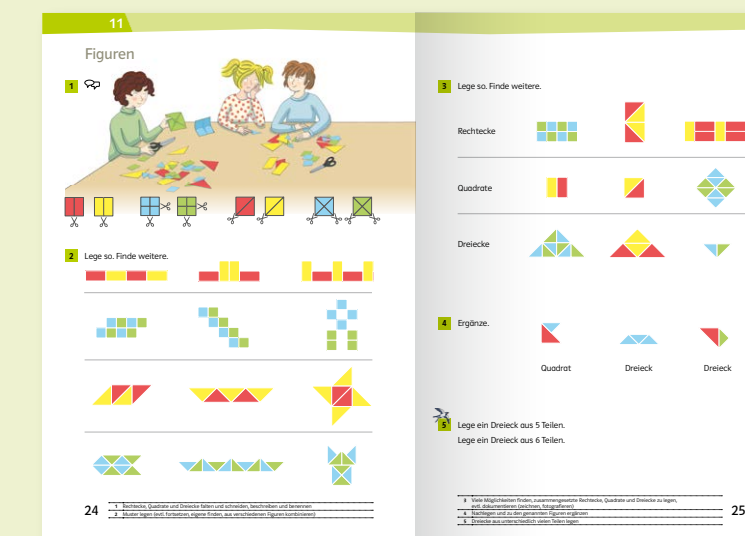 11
Figuren
1
2 Lege so. Finde weitere.
24
1 Rechtecke, Quadrate und Dreiecke falten und schneiden, beschreiben und benennen
2 Muster legen (evtl. fortsetzen, eigene finden, aus verschiedenen Figuren kombinieren)
3 Lege so. Finde weitere.
Rechtecke
Quadrate
Dreiecke
4 Ergänze.
Quadrat Dreieck Dreieck
5 Lege ein Dreieck aus 5 Teilen.
Lege ein Dreieck aus 6 Teilen.
3 Viele Möglichkeiten finden, zusammengesetzte Rechtecke, Quadrate und Dreiecke zu legen,
evtl. dokumentieren (zeichnen, fotografieren)
4 Nachlegen und zu den genannten Figuren ergänzen
5 Dreiecke aus unterschiedlich vielen Teilen legen
25